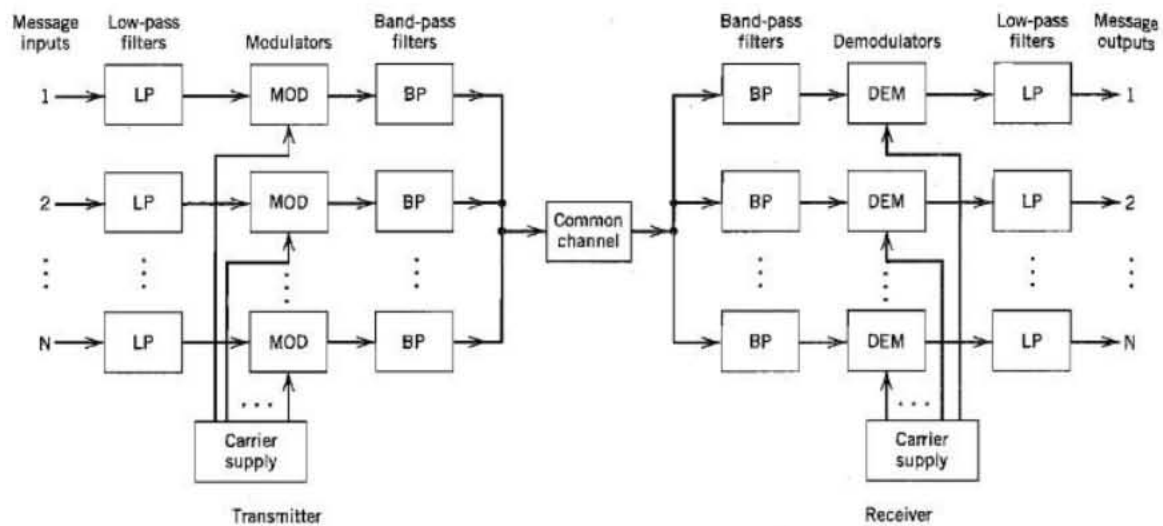 Message inputs
Low-pass filters
Modulators
Band-pass filters
Band-pass filters
Demodulators
Low-pass filters
Message outputs
1
LP
MOD
BP
BP
DEM
LP
1
2
LP
MOD
BP
Common channel
BP
DEM
LP
2
N
LP
MOD
BP
BP
DEM
LP
N
Carrier supply
Carrier supply
Transmitter
Receiver